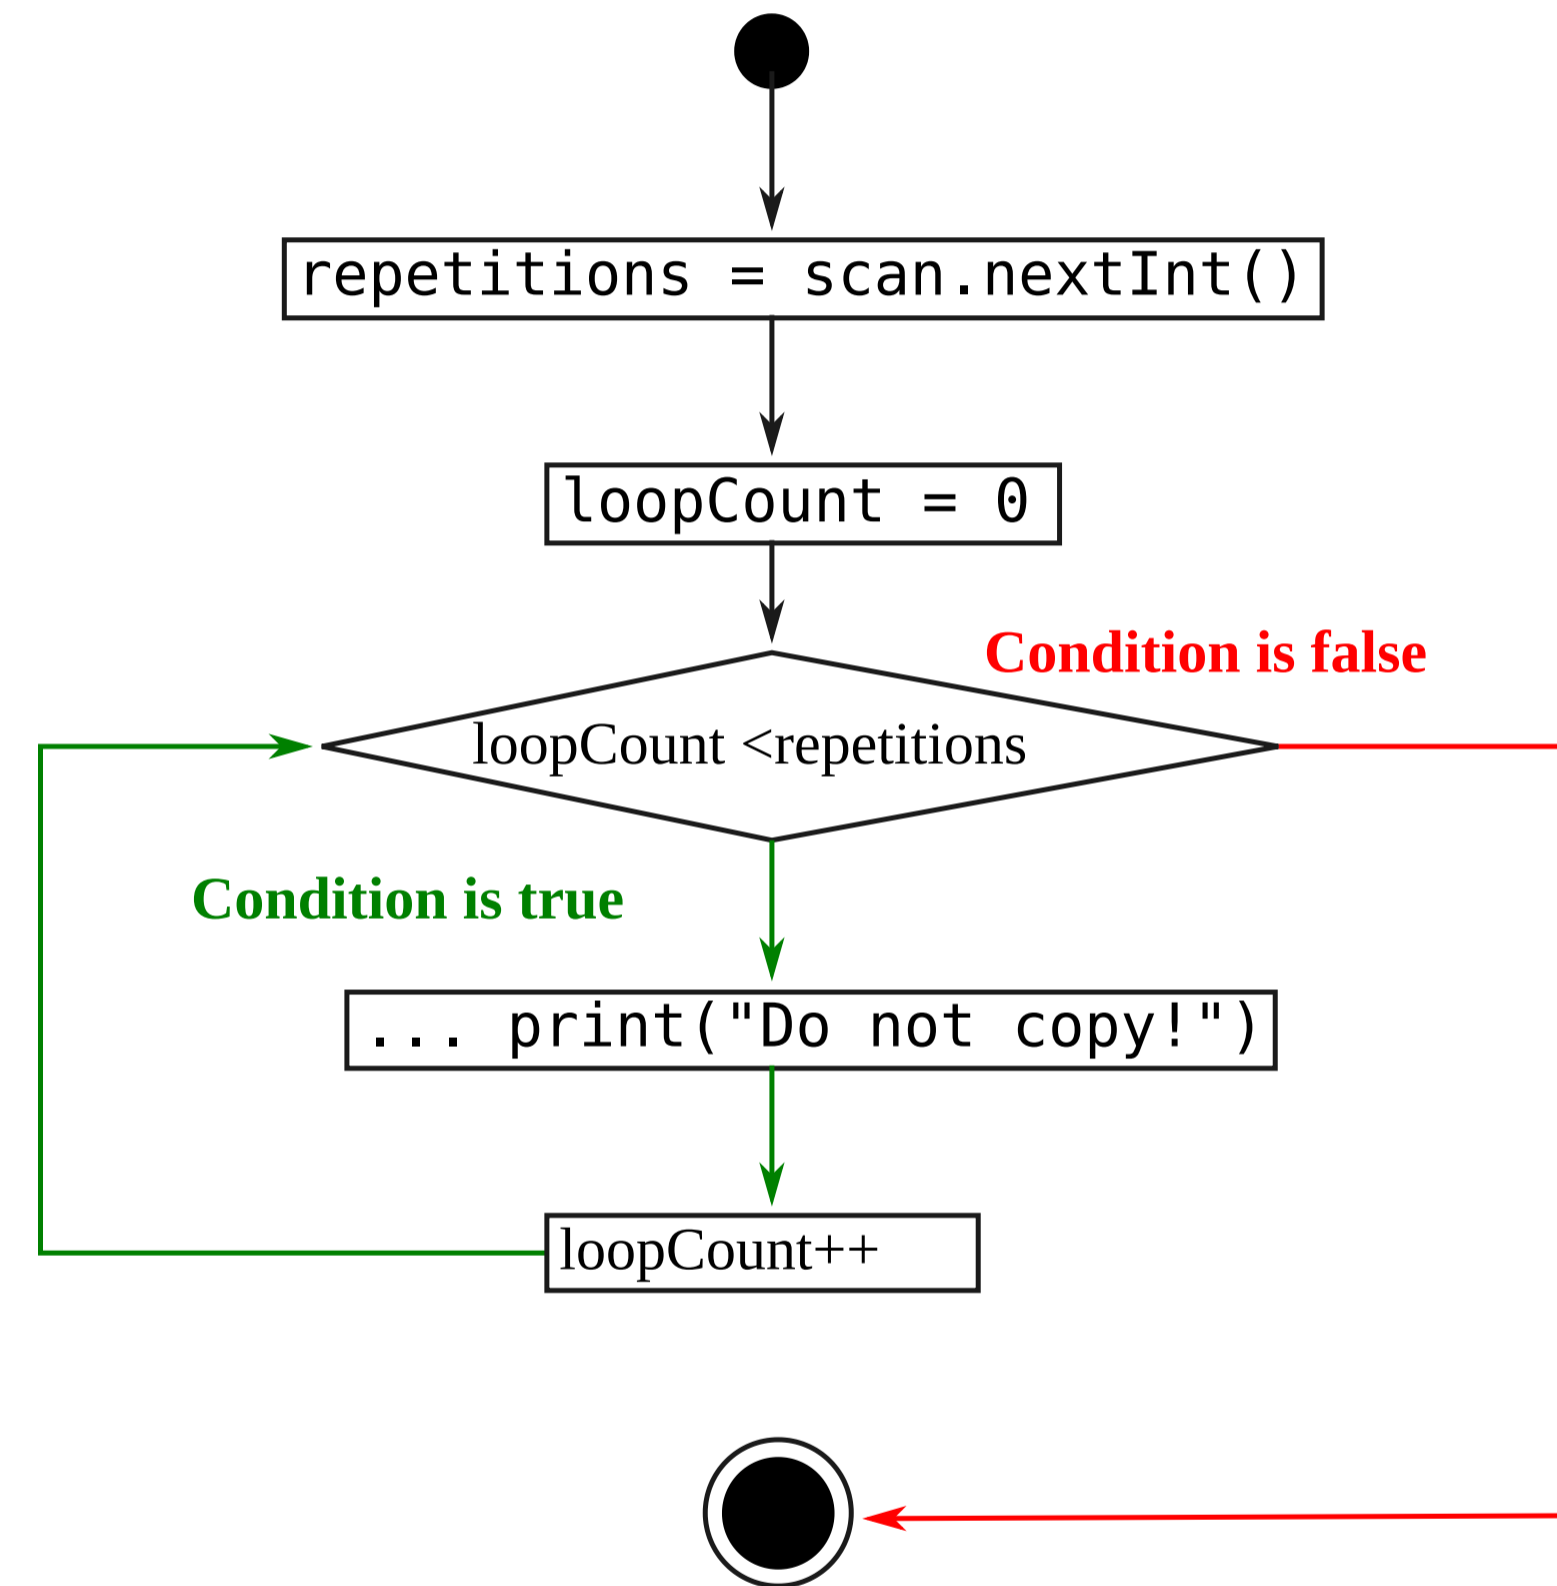 repetitions = scan.nextInt()
loopCount = 0
Condition is false
loopCount <repetitions
Condition is true
... print("Do not copy!")
loopCount++